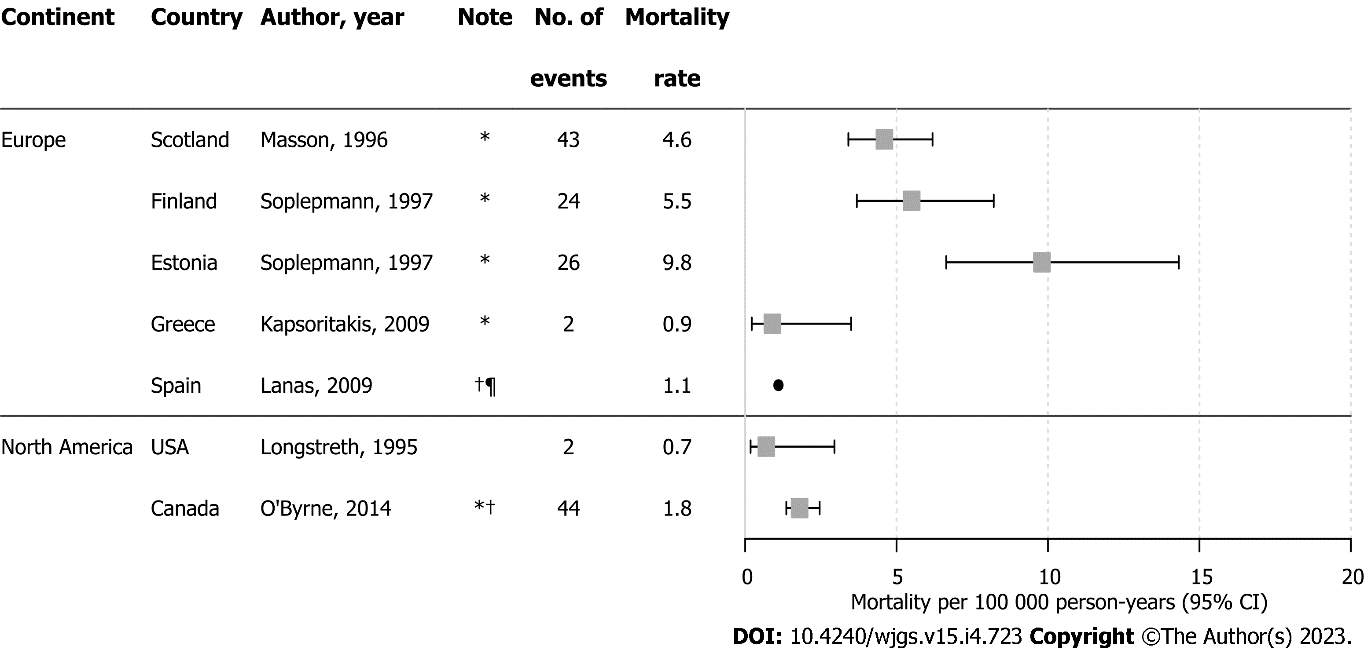 Continent Country Author, year Note No. of Mortality
events rate
Europe Scotland Masson, 1996 * 43 4.6
Finland Soplepmann, 1997 * 24 5.5
Estonia Soplepmann, 1997 * 26 9.8
Greece Kapsoritakis, 2009 * 2 0.9
Spain Lanas, 2009 †¶ 1.1
North America USA Longstreth, 1995 2 0.7
Canada O'Byrne, 2014 *† 44 1.8
0 5 10 15 20
Mortality per 100 000 person-years (95% CI)
DOI: 10.4240/wjgs.v15.i4.723 Copyright ©The Author(s) 2023.